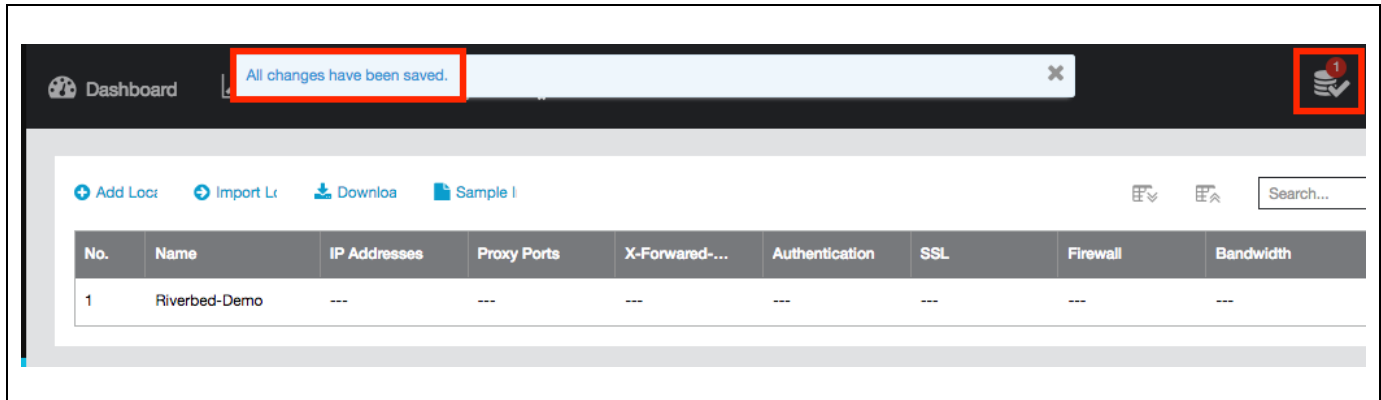 All changes have been saved.
1
Dashboard
Add Loca
Import Lo
Downloa
Sample I
Search...
No. Name IP Addresses Proxy Ports X-Forwared-... Authentication SSL Firewall Bandwidth
1 Riverbed-Demo --- --- --- --- --- --- ---